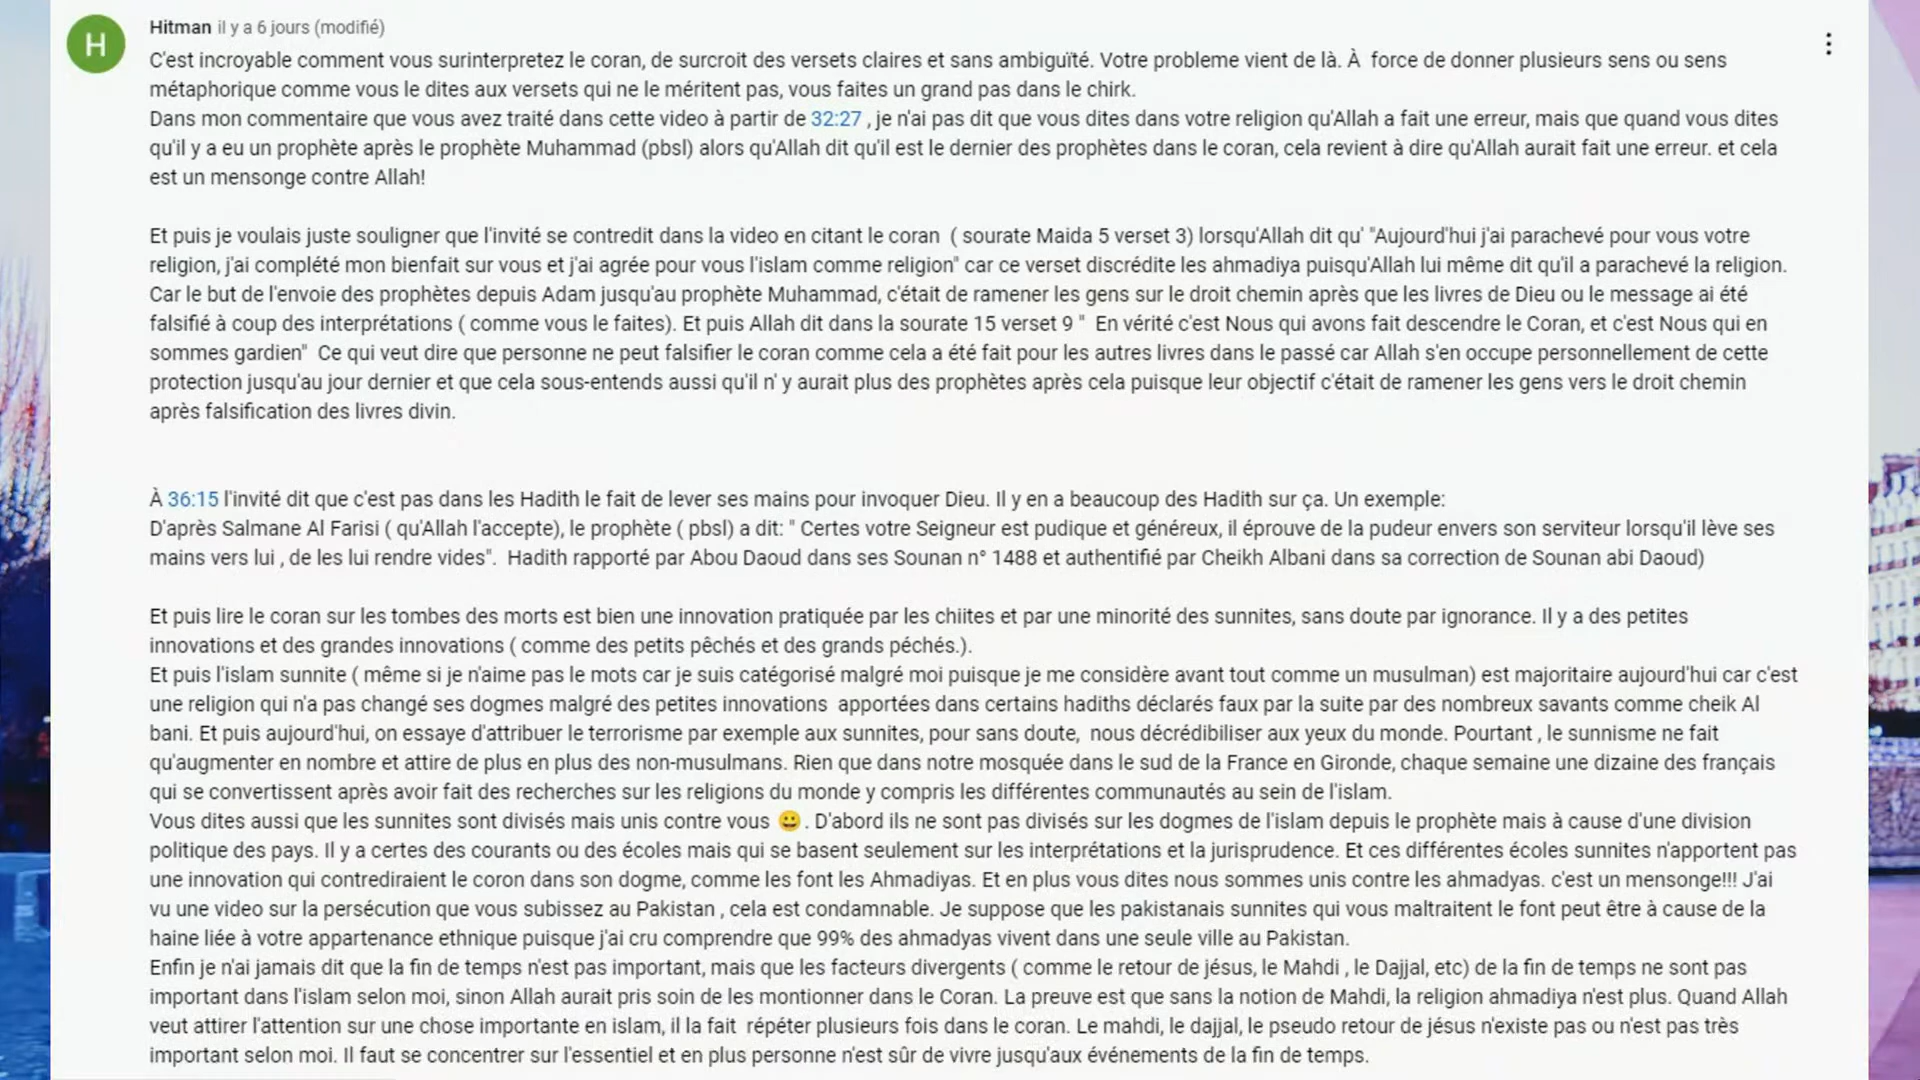 H
Hitman il y a 6 jours (modifié)
C'est incroyable comment vous surinterpretez le coran, de surcroit des versets claires et sans ambiguïté. Votre probleme vient de là. À force de donner plusieurs sens ou sens
métaphorique comme vous le dites aux versets qui ne le méritent pas, vous faites un grand pas dans le chirk.
Dans mon commentaire que vous avez traité dans cette video à partir de 32:27 , je n'ai pas dit que vous dites dans votre religion qu'Allah a fait une erreur, mais que quand vous dites
qu'il y a eu un prophète après le prophète Muhammad (pbsl) alors qu'Allah dit qu'il est le dernier des prophètes dans le coran, cela revient à dire qu'Allah aurait fait une erreur. et cela
est un mensonge contre Allah!
Et puis je voulais juste souligner que l'invité se contredit dans la video en citant le coran ( sourate Maida 5 verset 3) lorsqu'Allah dit qu' "Aujourd'hui j'ai parachevé pour vous votre
religion, j'ai complété mon bienfait sur vous et j'ai agrée pour vous l'islam comme religion" car ce verset discrédite les ahmadiya puisqu'Allah lui même dit qu'il a parachevé la religion.
Car le but de l'envoie des prophètes depuis Adam jusqu'au prophète Muhammad, c'était de ramener les gens sur le droit chemin après que les livres de Dieu ou le message ai été
falsifié à coup des interprétations ( comme vous le faites). Et puis Allah dit dans la sourate 15 verset 9 " En vérité c'est Nous qui avons fait descendre le Coran, et c'est Nous qui en
sommes gardien" Ce qui veut dire que personne ne peut falsifier le coran comme cela a été fait pour les autres livres dans le passé car Allah s'en occupe personnellement de cette
protection jusqu'au jour dernier et que cela sous-entends aussi qu'il n' y aurait plus des prophètes après cela puisque leur objectif c'était de ramener les gens vers le droit chemin
après falsification des livres divin.
À 36:15 l'invité dit que c'est pas dans les Hadith le fait de lever ses mains pour invoquer Dieu. Il y en a beaucoup des Hadith sur ça. Un exemple:
D'après Salmane Al Farisi ( qu'Allah l'accepte), le prophète ( pbsl) a dit: " Certes votre Seigneur est pudique et généreux, il éprouve de la pudeur envers son serviteur lorsqu'il lève ses
mains vers lui , de les lui rendre vides". Hadith rapporté par Abou Daoud dans ses Sounan n° 1488 et authentifié par Cheikh Albani dans sa correction de Sounan abi Daoud)
Et puis lire le coran sur les tombes des morts est bien une innovation pratiquée par les chiites et par une minorité des sunnites, sans doute par ignorance. Il y a des petites
innovations et des grandes innovations ( comme des petits pêchés et des grands péchés.).
Et puis l'islam sunnite ( même si je n'aime pas le mots car je suis catégorisé malgré moi puisque je me considère avant tout comme un musulman) est majoritaire aujourd'hui car c'est
une religion qui n'a pas changé ses dogmes malgré des petites innovations apportées dans certains hadiths déclarés faux par la suite par des nombreux savants comme cheik Al
bani. Et puis aujourd'hui, on essaye d'attribuer le terrorisme par exemple aux sunnites, pour sans doute, nous décrédibiliser aux yeux du monde. Pourtant , le sunnisme ne fait
qu'augmenter en nombre et attire de plus en plus des non-musulmans. Rien que dans notre mosquée dans le sud de la France en Gironde, chaque semaine une dizaine des français
qui se convertissent après avoir fait des recherches sur les religions du monde y compris les différentes communautés au sein de l'islam.
Vous dites aussi que les sunnites sont divisés mais unis contre vous 😀. D'abord ils ne sont pas divisés sur les dogmes de l'islam depuis le prophète mais à cause d'une division
politique des pays. Il y a certes des courants ou des écoles mais qui se basent seulement sur les interprétations et la jurisprudence. Et ces différentes écoles sunnites n'apportent pas
une innovation qui contrediraient le coron dans son dogme, comme les font les Ahmadiyas. Et en plus vous dites nous sommes unis contre les ahmadyas. c'est un mensonge!!! J'ai
vu une video sur la persécution que vous subissez au Pakistan , cela est condamnable. Je suppose que les pakistanais sunnites qui vous maltraitent le font peut être à cause de la
haine liée à votre appartenance ethnique puisque j'ai cru comprendre que 99% des ahmadyas vivent dans une seule ville au Pakistan.
Enfin je n'ai jamais dit que la fin de temps n'est pas important, mais que les facteurs divergents ( comme le retour de jésus, le Mahdi , le Dajjal, etc) de la fin de temps ne sont pas
important dans l'islam selon moi, sinon Allah aurait pris soin de les montionner dans le Coran. La preuve est que sans la notion de Mahdi, la religion ahmadiya n'est plus. Quand Allah
veut attirer l'attention sur une chose importante en islam, il la fait répéter plusieurs fois dans le coran. Le mahdi, le dajjal, le pseudo retour de jésus n'existe pas ou n'est pas très
important selon moi. Il faut se concentrer sur l'essentiel et en plus personne n'est sûr de vivre jusqu'aux événements de la fin de temps.